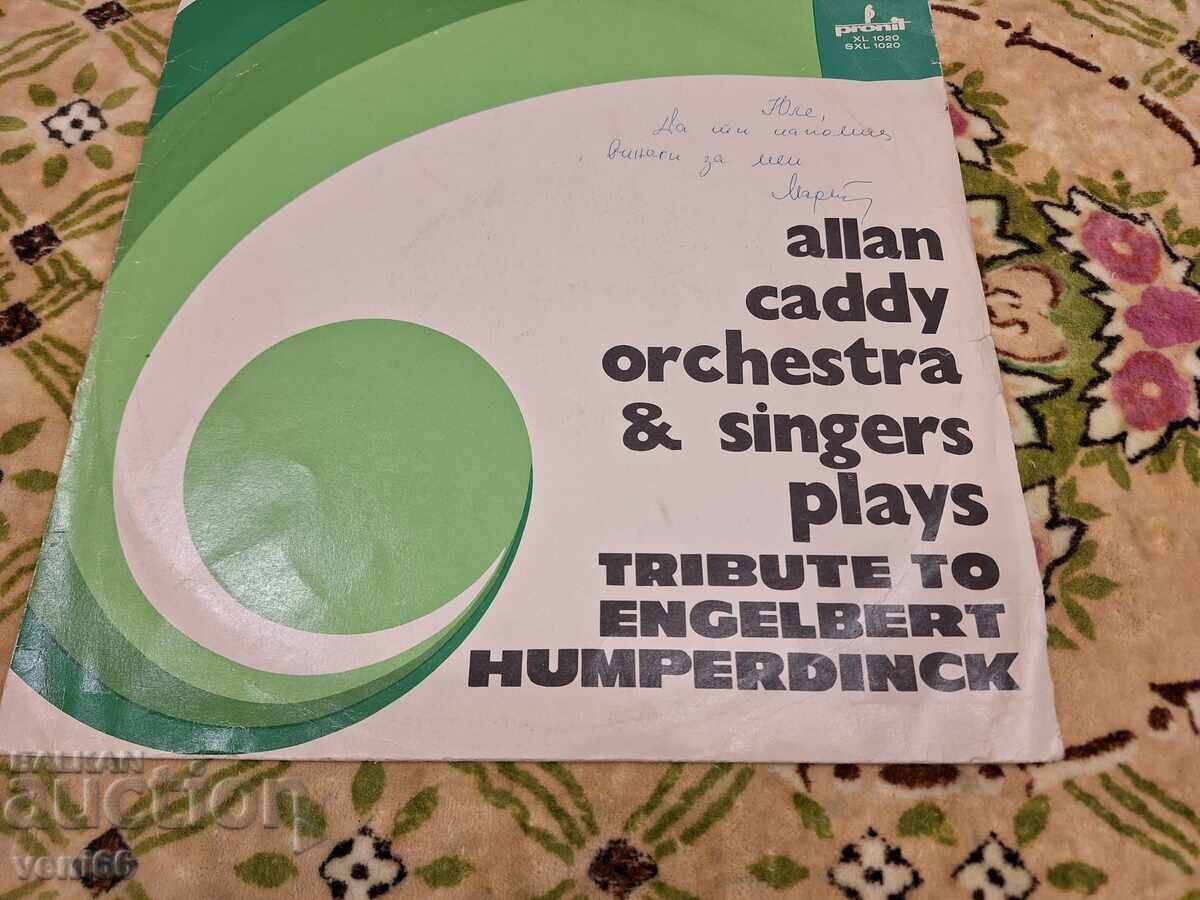 pronit
XL 1020
SXL 1020
Юле,
Да ти напомня
винаги за мен
allan
caddy
orchestra
& singers
plays
TRIBUTE TO
ENGELBERT
HUMPERDINCK
BALKAN
auction
veni66